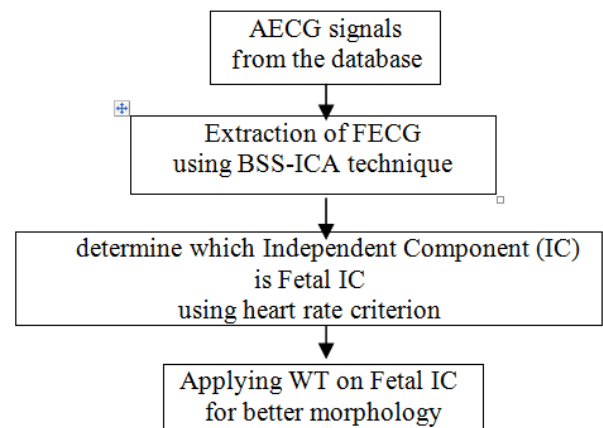 AECG signals
from the database
Extraction of FECG
using BSS-ICA technique
determine which Independent Component (IC)
is Fetal IC
using heart rate criterion
Applying WT on Fetal IC
for better morphology